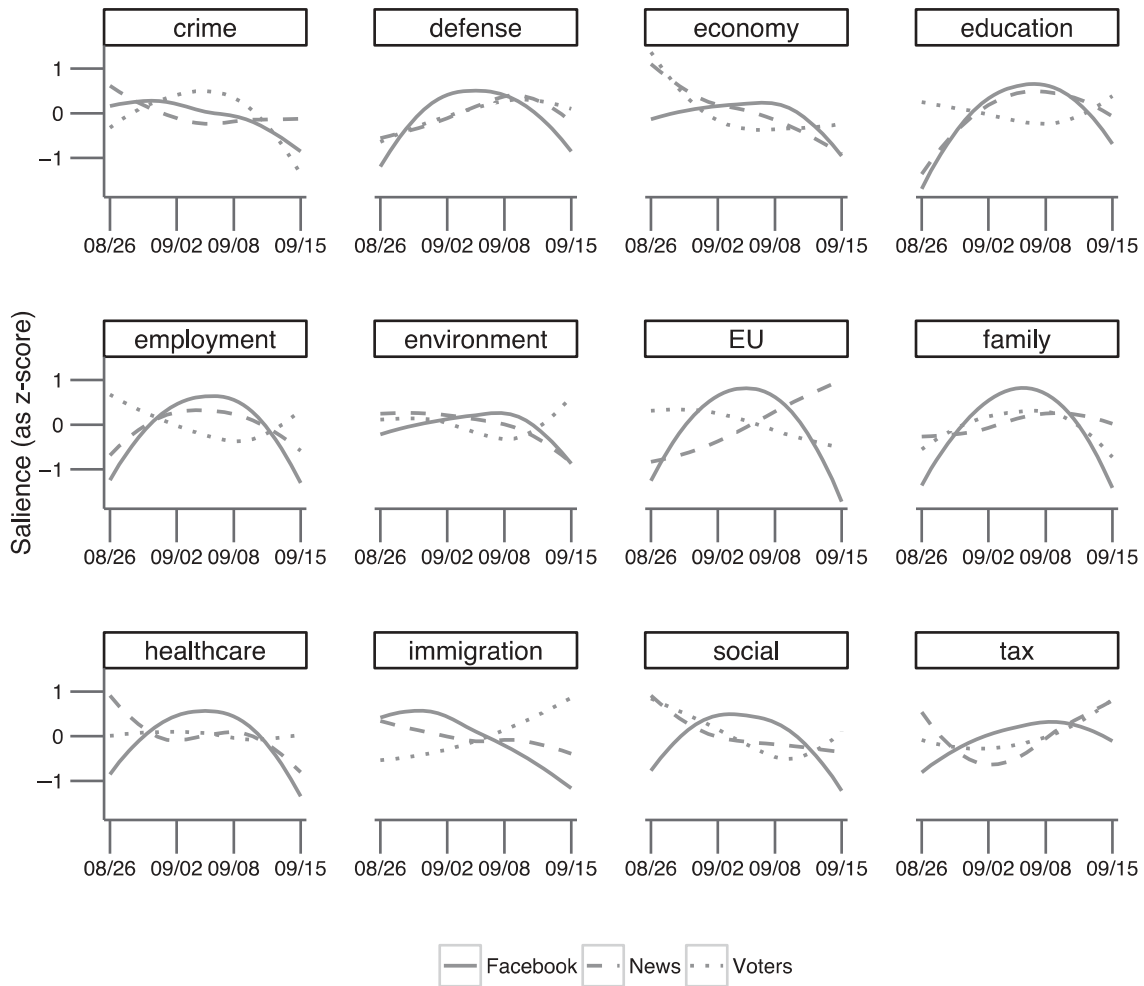 crime defense economy education
1
0
−1
08/26 09/02 09/08 09/15 08/26 09/02 09/08 09/15 08/26 09/02 09/08 09/15 08/26 09/02 09/08 09/15
Salience (as z-score)
employment environment EU family
1
0
−1
08/26 09/02 09/08 09/15 08/26 09/02 09/08 09/15 08/26 09/02 09/08 09/15 08/26 09/02 09/08 09/15
healthcare immigration social tax
1
0
−1
08/26 09/02 09/08 09/15 08/26 09/02 09/08 09/15 08/26 09/02 09/08 09/15 08/26 09/02 09/08 09/15
Facebook News Voters